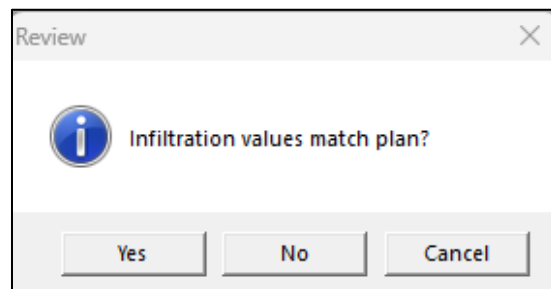 Review
Infiltration values match plan?
Yes No Cancel